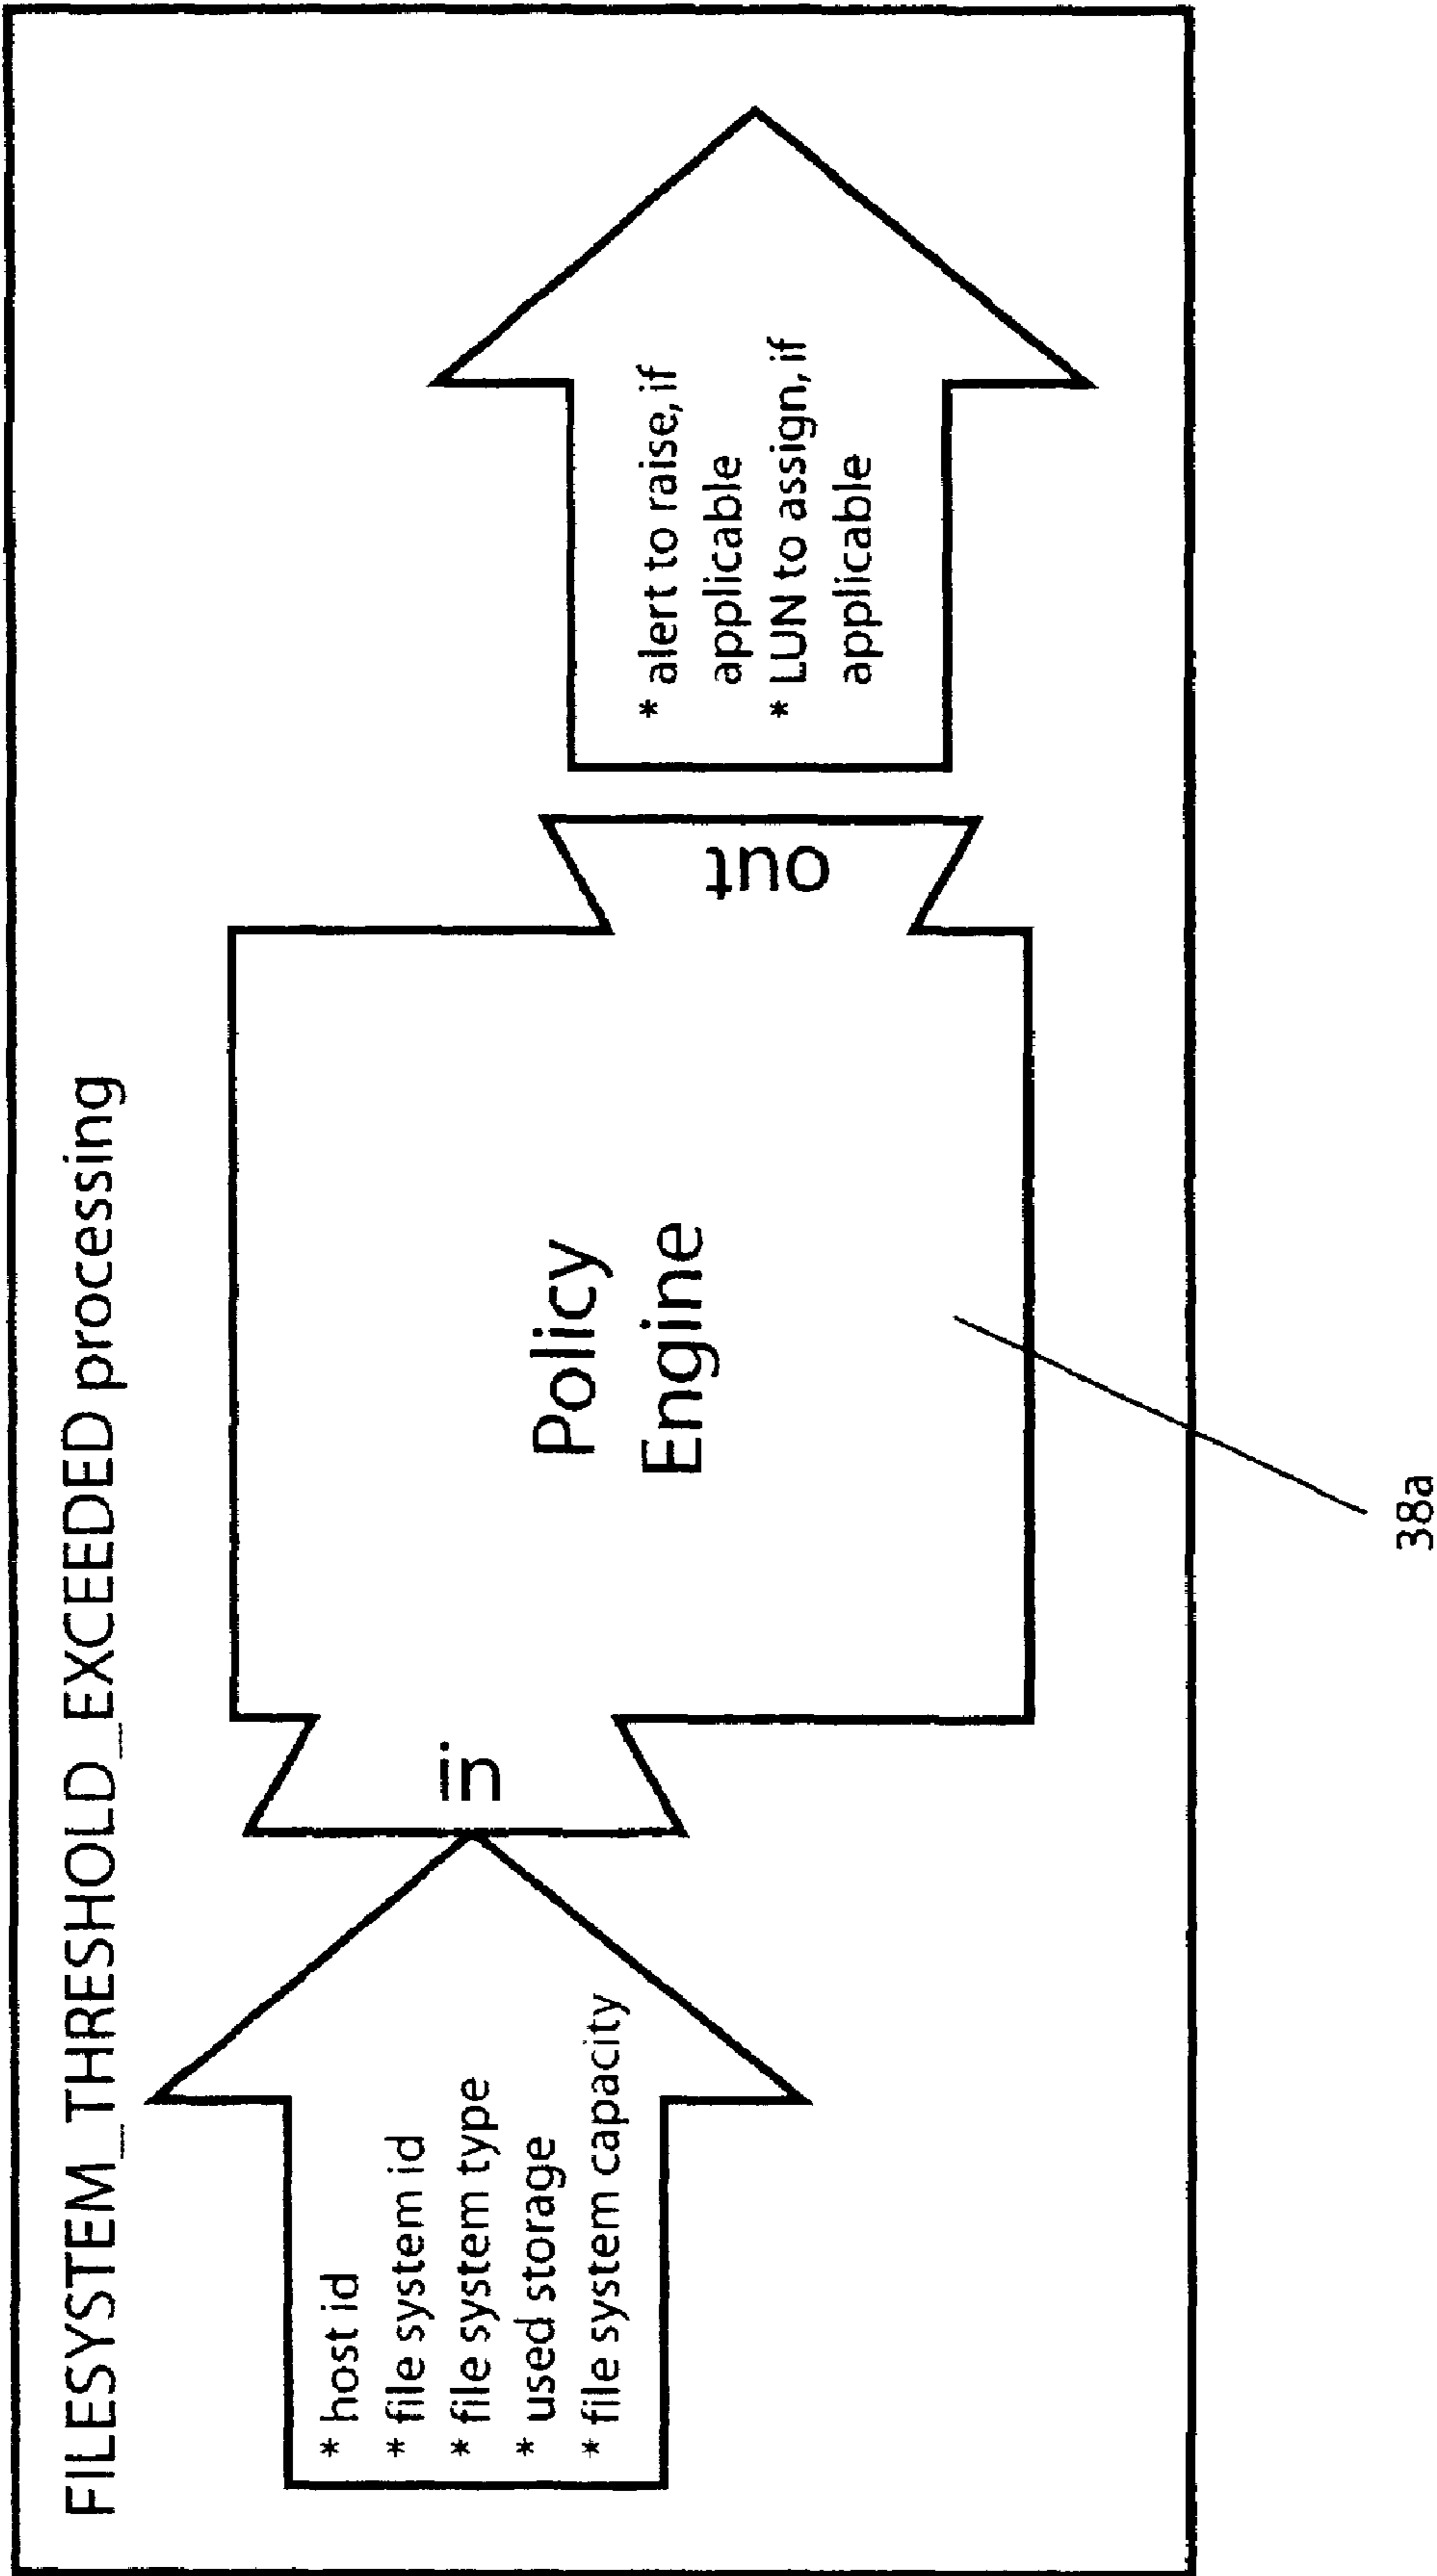 FILESYSTEM_THRESHOLD_EXCEEDED processing
* host id
* file system id
* file system type
* used storage
* file system capacity
in
Policy
Engine
out
* alert to raise, if
applicable
* LUN to assign, if
applicable
38a